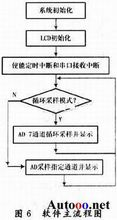 系统初始化
LCD初始化
使能定时中断和串口接收中断
循环采样模式?
N
Y
AD 7通道循环采样并显示
AD采样指定通道并显示
Autooo.net
图 6 软件主流程图